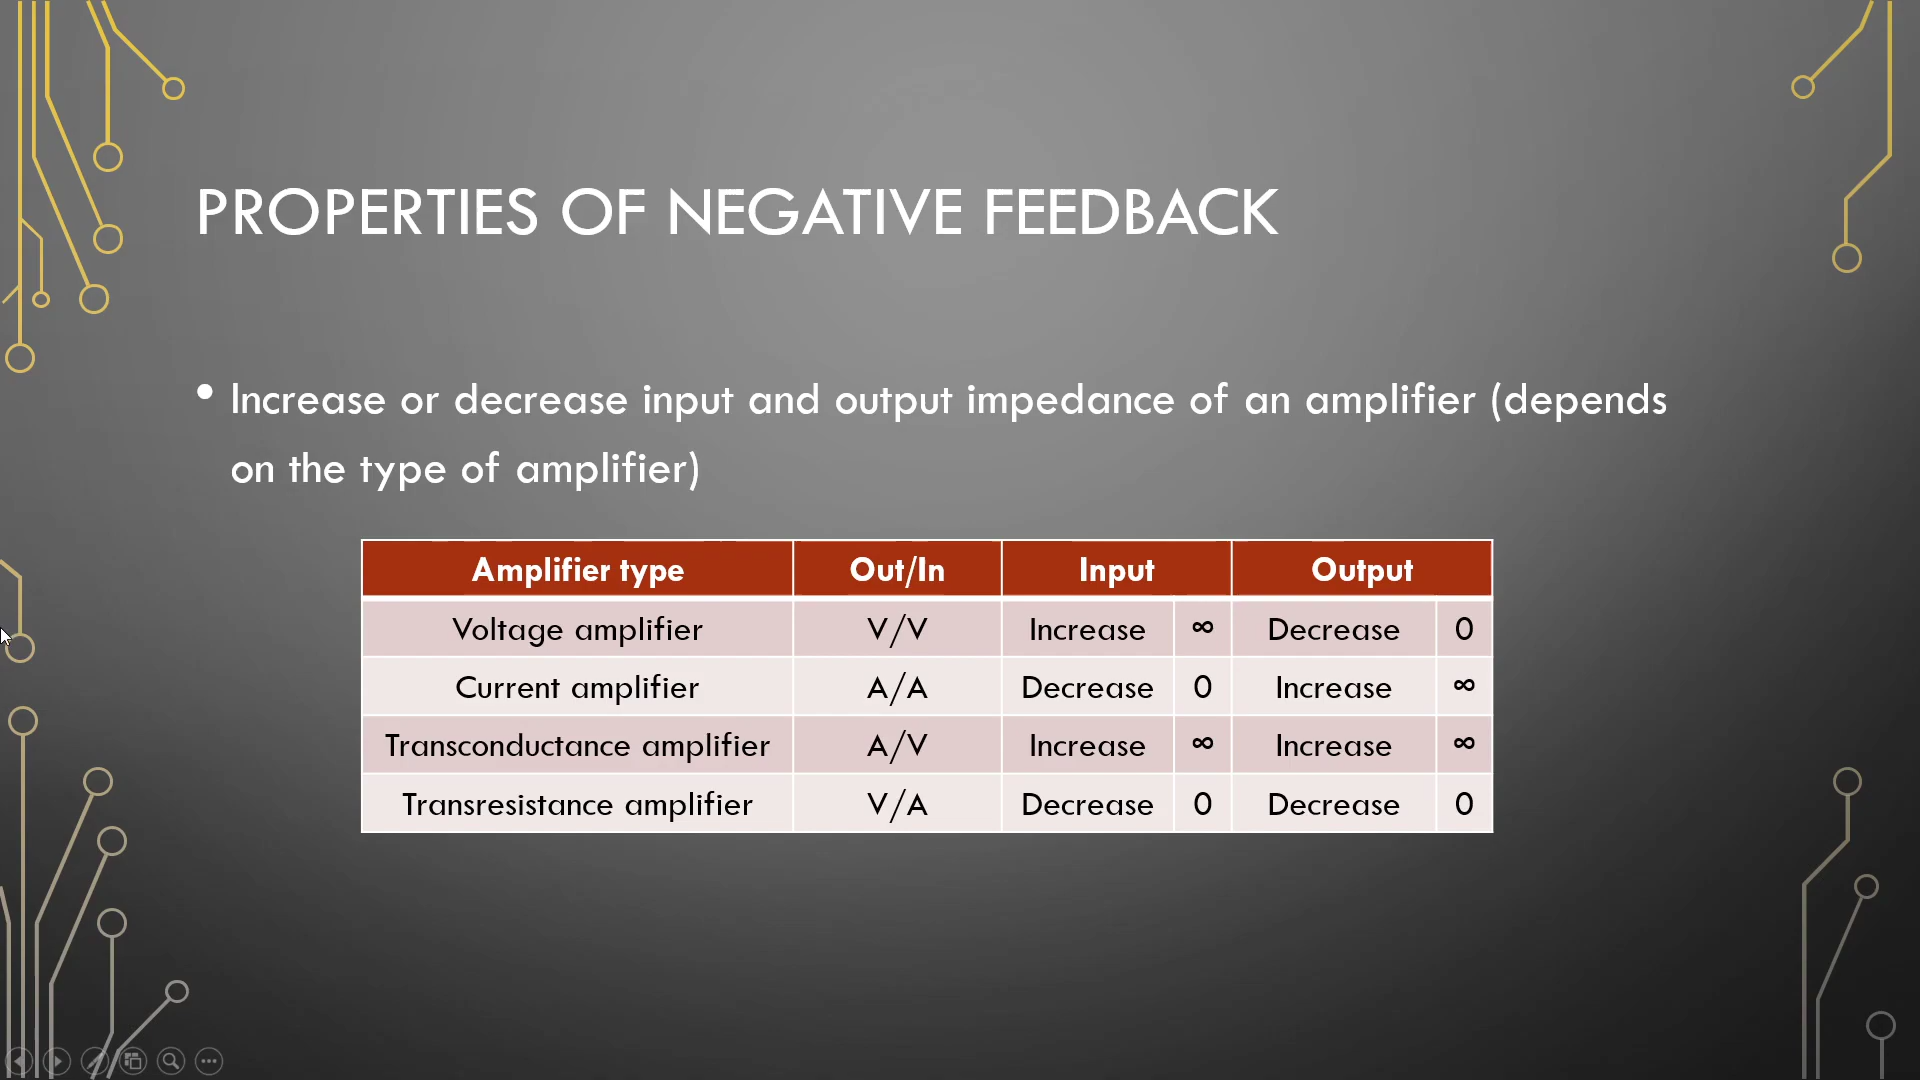 PROPERTIES OF NEGATIVE FEEDBACK
• Increase or decrease input and output impedance of an amplifier (depends
on the type of amplifier)
Amplifier type Out/In Input Output
Voltage amplifier V/V Increase ∞ Decrease 0
Current amplifier A/A Decrease 0 Increase ∞
Transconductance amplifier A/V Increase ∞ Increase ∞
Transresistance amplifier V/A Decrease 0 Decrease 0